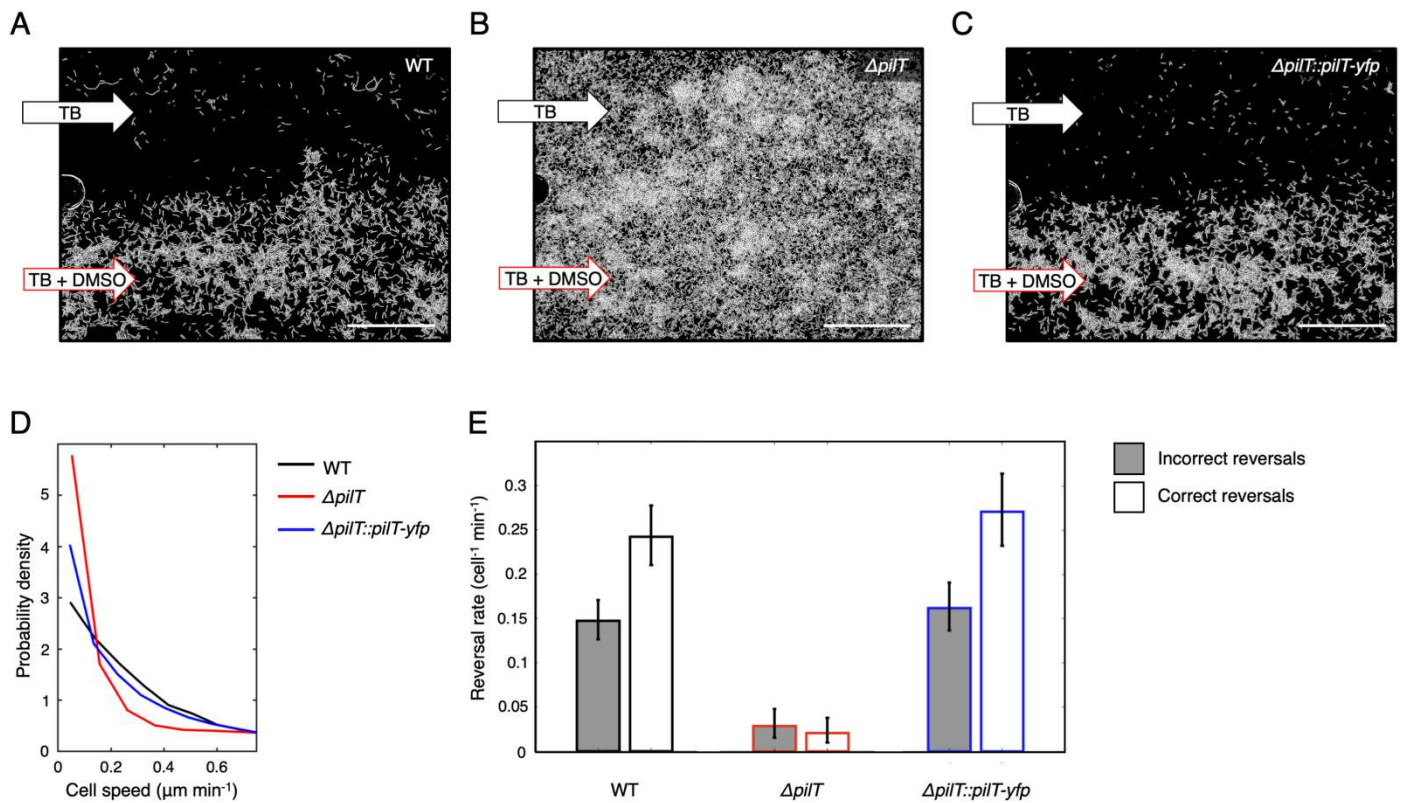 A
WT
TB
TB + DMSO
B
ΔpilT
TB
TB + DMSO
C
ΔpilT::pilT-yfp
TB
TB + DMSO
D
Probability density
5
4
3
2
1
0
0
0.2
0.4
0.6
Cell speed (µm min-1)
WT
ΔpilT
ΔpilT::pilT-yfp
E
Reversal rate (cell-1 min-1)
0.3
0.25
0.2
0.15
0.1
0.05
0
WT
ΔpilT
ΔpilT::pilT-yfp
Incorrect reversals
Correct reversals